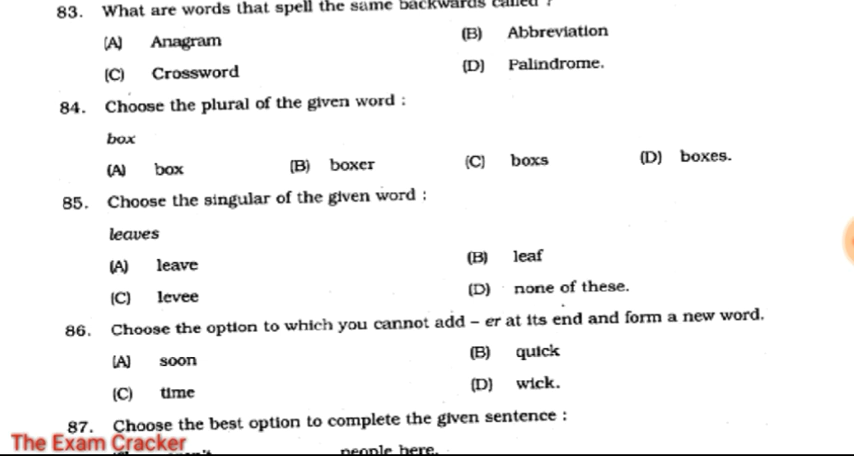 83. What are words that spell the same backwards called ?
(A) Anagram (B) Abbreviation
(C) Crossword (D) Palindrome.
84. Choose the plural of the given word :
box
(A) box (B) boxer (C) boxs (D) boxes.
85. Choose the singular of the given word :
leaves
(A) leave (B) leaf
(C) levee (D) none of these.
86. Choose the option to which you cannot add – er at its end and form a new word.
(A) soon (B) quick
(C) time (D) wick.
87. Choose the best option to complete the given sentence :
The Exam Cracker
people here.